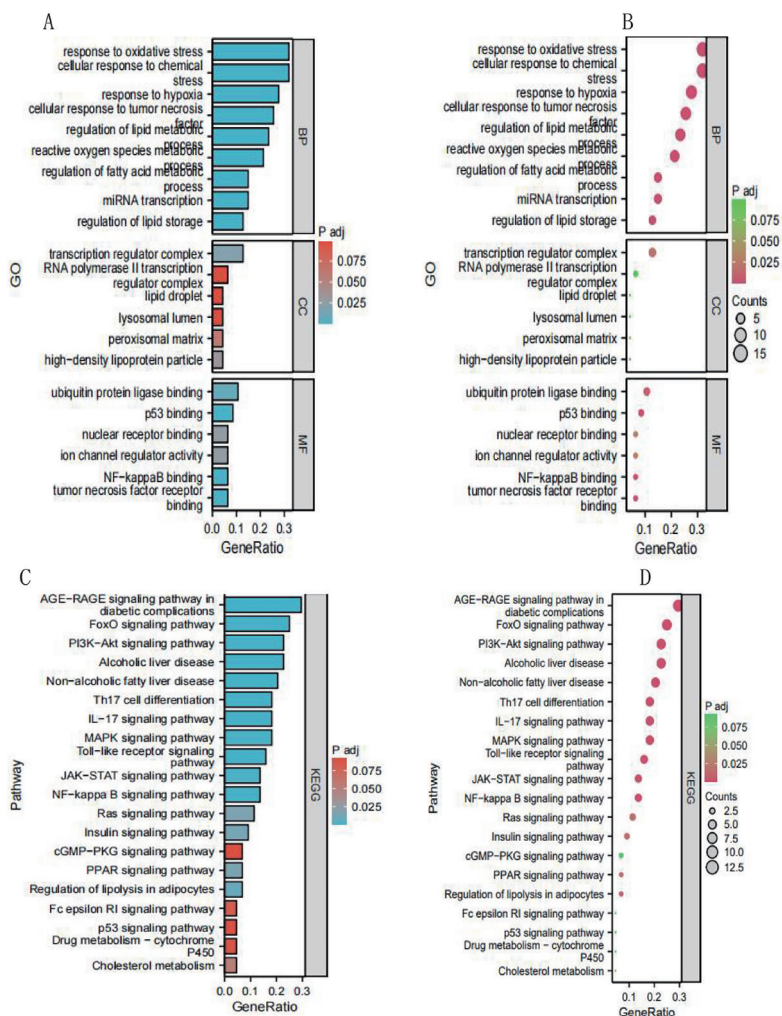 A
response to oxidative stress
cellular response to chemical
stress
response to hypoxia
cellular response to tumor necrosis
factor
regulation of lipid metabolic
process
reactive oxygen species metabolic
process
regulation of fatty acid metabolic
process
miRNA transcription
regulation of lipid storage
BP
transcription regulator complex
RNA polymerase II transcription
regulator complex
lipid droplet
lysosomal lumen
peroxisomal matrix
high-density lipoprotein particle
CC
ubiquitin protein ligase binding
p53 binding
nuclear receptor binding
ion channel regulator activity
NF-kappaB binding
tumor necrosis factor receptor
binding
MF
GO
0.0 0.1 0.2 0.3
GeneRatio
P adj
0.075
0.050
0.025
B
response to oxidative stress
cellular response to chemical
stress
response to hypoxia
cellular response to tumor necrosis
factor
regulation of lipid metabolic
process
reactive oxygen species metabolic
process
regulation of fatty acid metabolic
process
miRNA transcription
regulation of lipid storage
BP
transcription regulator complex
RNA polymerase II transcription
regulator complex
lipid droplet
lysosomal lumen
peroxisomal matrix
high-density lipoprotein particle
CC
ubiquitin protein ligase binding
p53 binding
nuclear receptor binding
ion channel regulator activity
NF-kappaB binding
tumor necrosis factor receptor
binding
MF
GO
0.1 0.2 0.3
GeneRatio
P adj
0.075
0.050
0.025
Counts
5
10
15
C
AGE-RAGE signaling pathway in
diabetic complications
FoxO signaling pathway
PI3K-Akt signaling pathway
Alcoholic liver disease
Non-alcoholic fatty liver disease
Th17 cell differentiation
IL-17 signaling pathway
MAPK signaling pathway
Toll-like receptor signaling
pathway
JAK-STAT signaling pathway
NF-kappa B signaling pathway
Ras signaling pathway
Insulin signaling pathway
cGMP-PKG signaling pathway
PPAR signaling pathway
Regulation of lipolysis in adipocytes
Fc epsilon RI signaling pathway
p53 signaling pathway
Drug metabolism - cytochrome
P450
Cholesterol metabolism
KEGG
Pathway
0.0 0.1 0.2 0.3
GeneRatio
P adj
0.075
0.050
0.025
D
AGE-RAGE signaling pathway in
diabetic complications
FoxO signaling pathway
PI3K-Akt signaling pathway
Alcoholic liver disease
Non-alcoholic fatty liver disease
Th17 cell differentiation
IL-17 signaling pathway
MAPK signaling pathway
Toll-like receptor signaling
pathway
JAK-STAT signaling pathway
NF-kappa B signaling pathway
Ras signaling pathway
Insulin signaling pathway
cGMP-PKG signaling pathway
PPAR signaling pathway
Regulation of lipolysis in adipocytes
Fc epsilon RI signaling pathway
p53 signaling pathway
Drug metabolism - cytochrome
P450
Cholesterol metabolism
KEGG
Pathway
0.1 0.2 0.3
GeneRatio
P adj
0.075
0.050
0.025
Counts
2.5
5.0
7.5
10.0
12.5